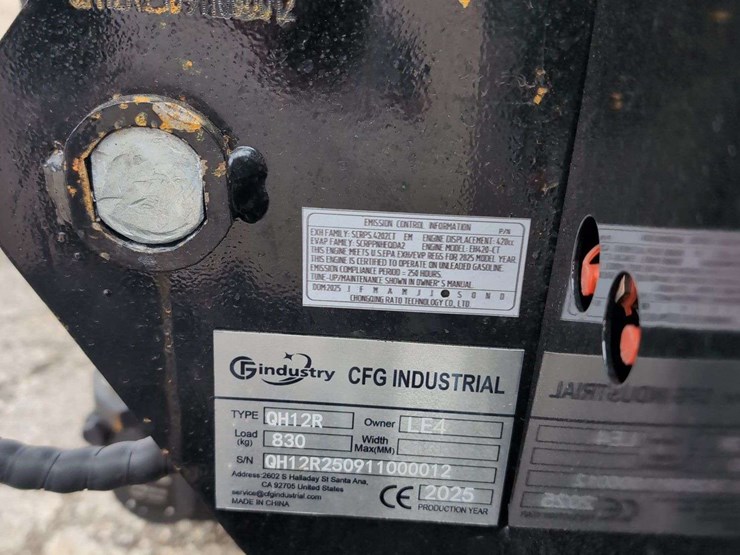 EMISSION CONTROL INFORMATION P/N
EXH FAMILY: SCRPS.4202C1 EM ENGINE DISPLACEMENT: 420cc
EVAP FAMILY: SCRPPNHEQDA2 ENGINE MODEL: EH420-CT
THIS ENGINE MEETS U.S.EPA EXH/EVP REGS FOR 2025 MODEL YEAR
THIS ENGINE IS CERTIFIED TO OPERATE ON UNLEADED GASOLINE.
EMISSION COMPLIANCE PERIOD = 250 HOURS.
TUNE-UP/MAINTENANCE SHOWN IN OWNER'S MANUAL.
DOM:2025 J F M A M J J S O N D
CHONGQING RATO TECHNOLOGY CO., LTD.
CFGindustry CFG INDUSTRIAL
TYPE QH12R Owner LE4
Load (kg) 830 Width Max(MM)
S/N QH12R250911000012
Address: 2602 S Halladay St Santa Ana,
CA 92705 United States
service@cfgindustrial.com
MADE IN CHINA
CE 2025
PRODUCTION YEAR